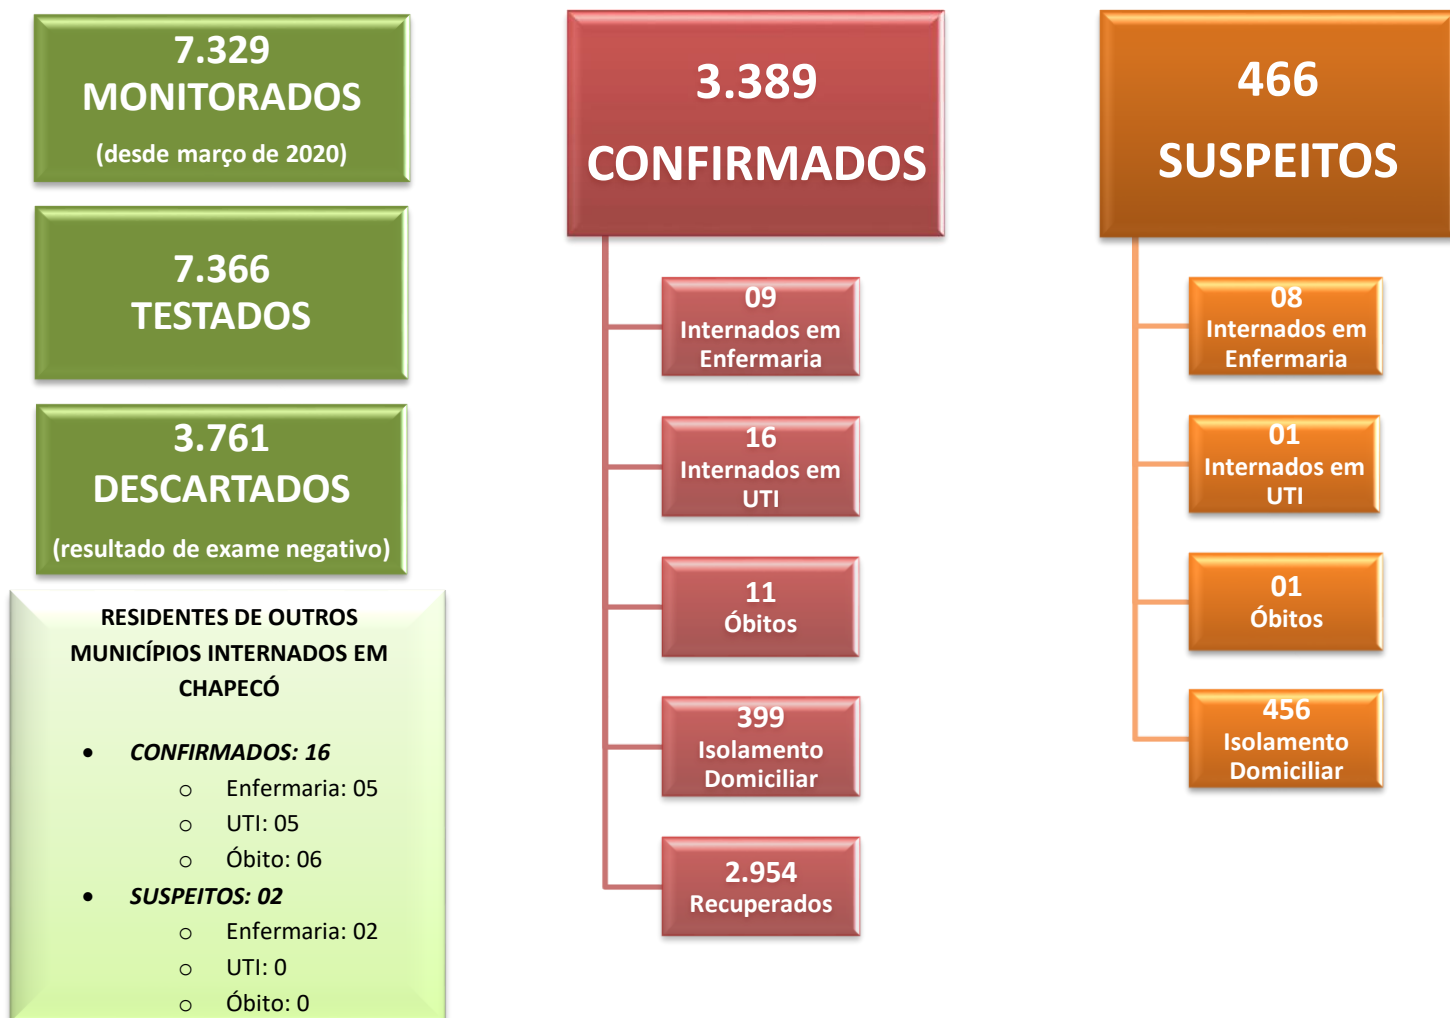 7.329
MONITORADOS
(desde março de 2020)
7.366
TESTADOS
3.761
DESCARTADOS
(resultado de exame negativo)
RESIDENTES DE OUTROS
MUNICÍPIOS INTERNADOS EM
CHAPECÓ
• CONFIRMADOS: 16
o Enfermaria: 05
o UTI: 05
o Óbito: 06
• SUSPEITOS: 02
o Enfermaria: 02
o UTI: 0
o Óbito: 0
3.389
CONFIRMADOS
09
Internados em
Enfermaria
16
Internados em
UTI
11
Óbitos
399
Isolamento
Domiciliar
2.954
Recuperados
466
SUSPEITOS
08
Internados em
Enfermaria
01
Internados em
UTI
01
Óbitos
456
Isolamento
Domiciliar